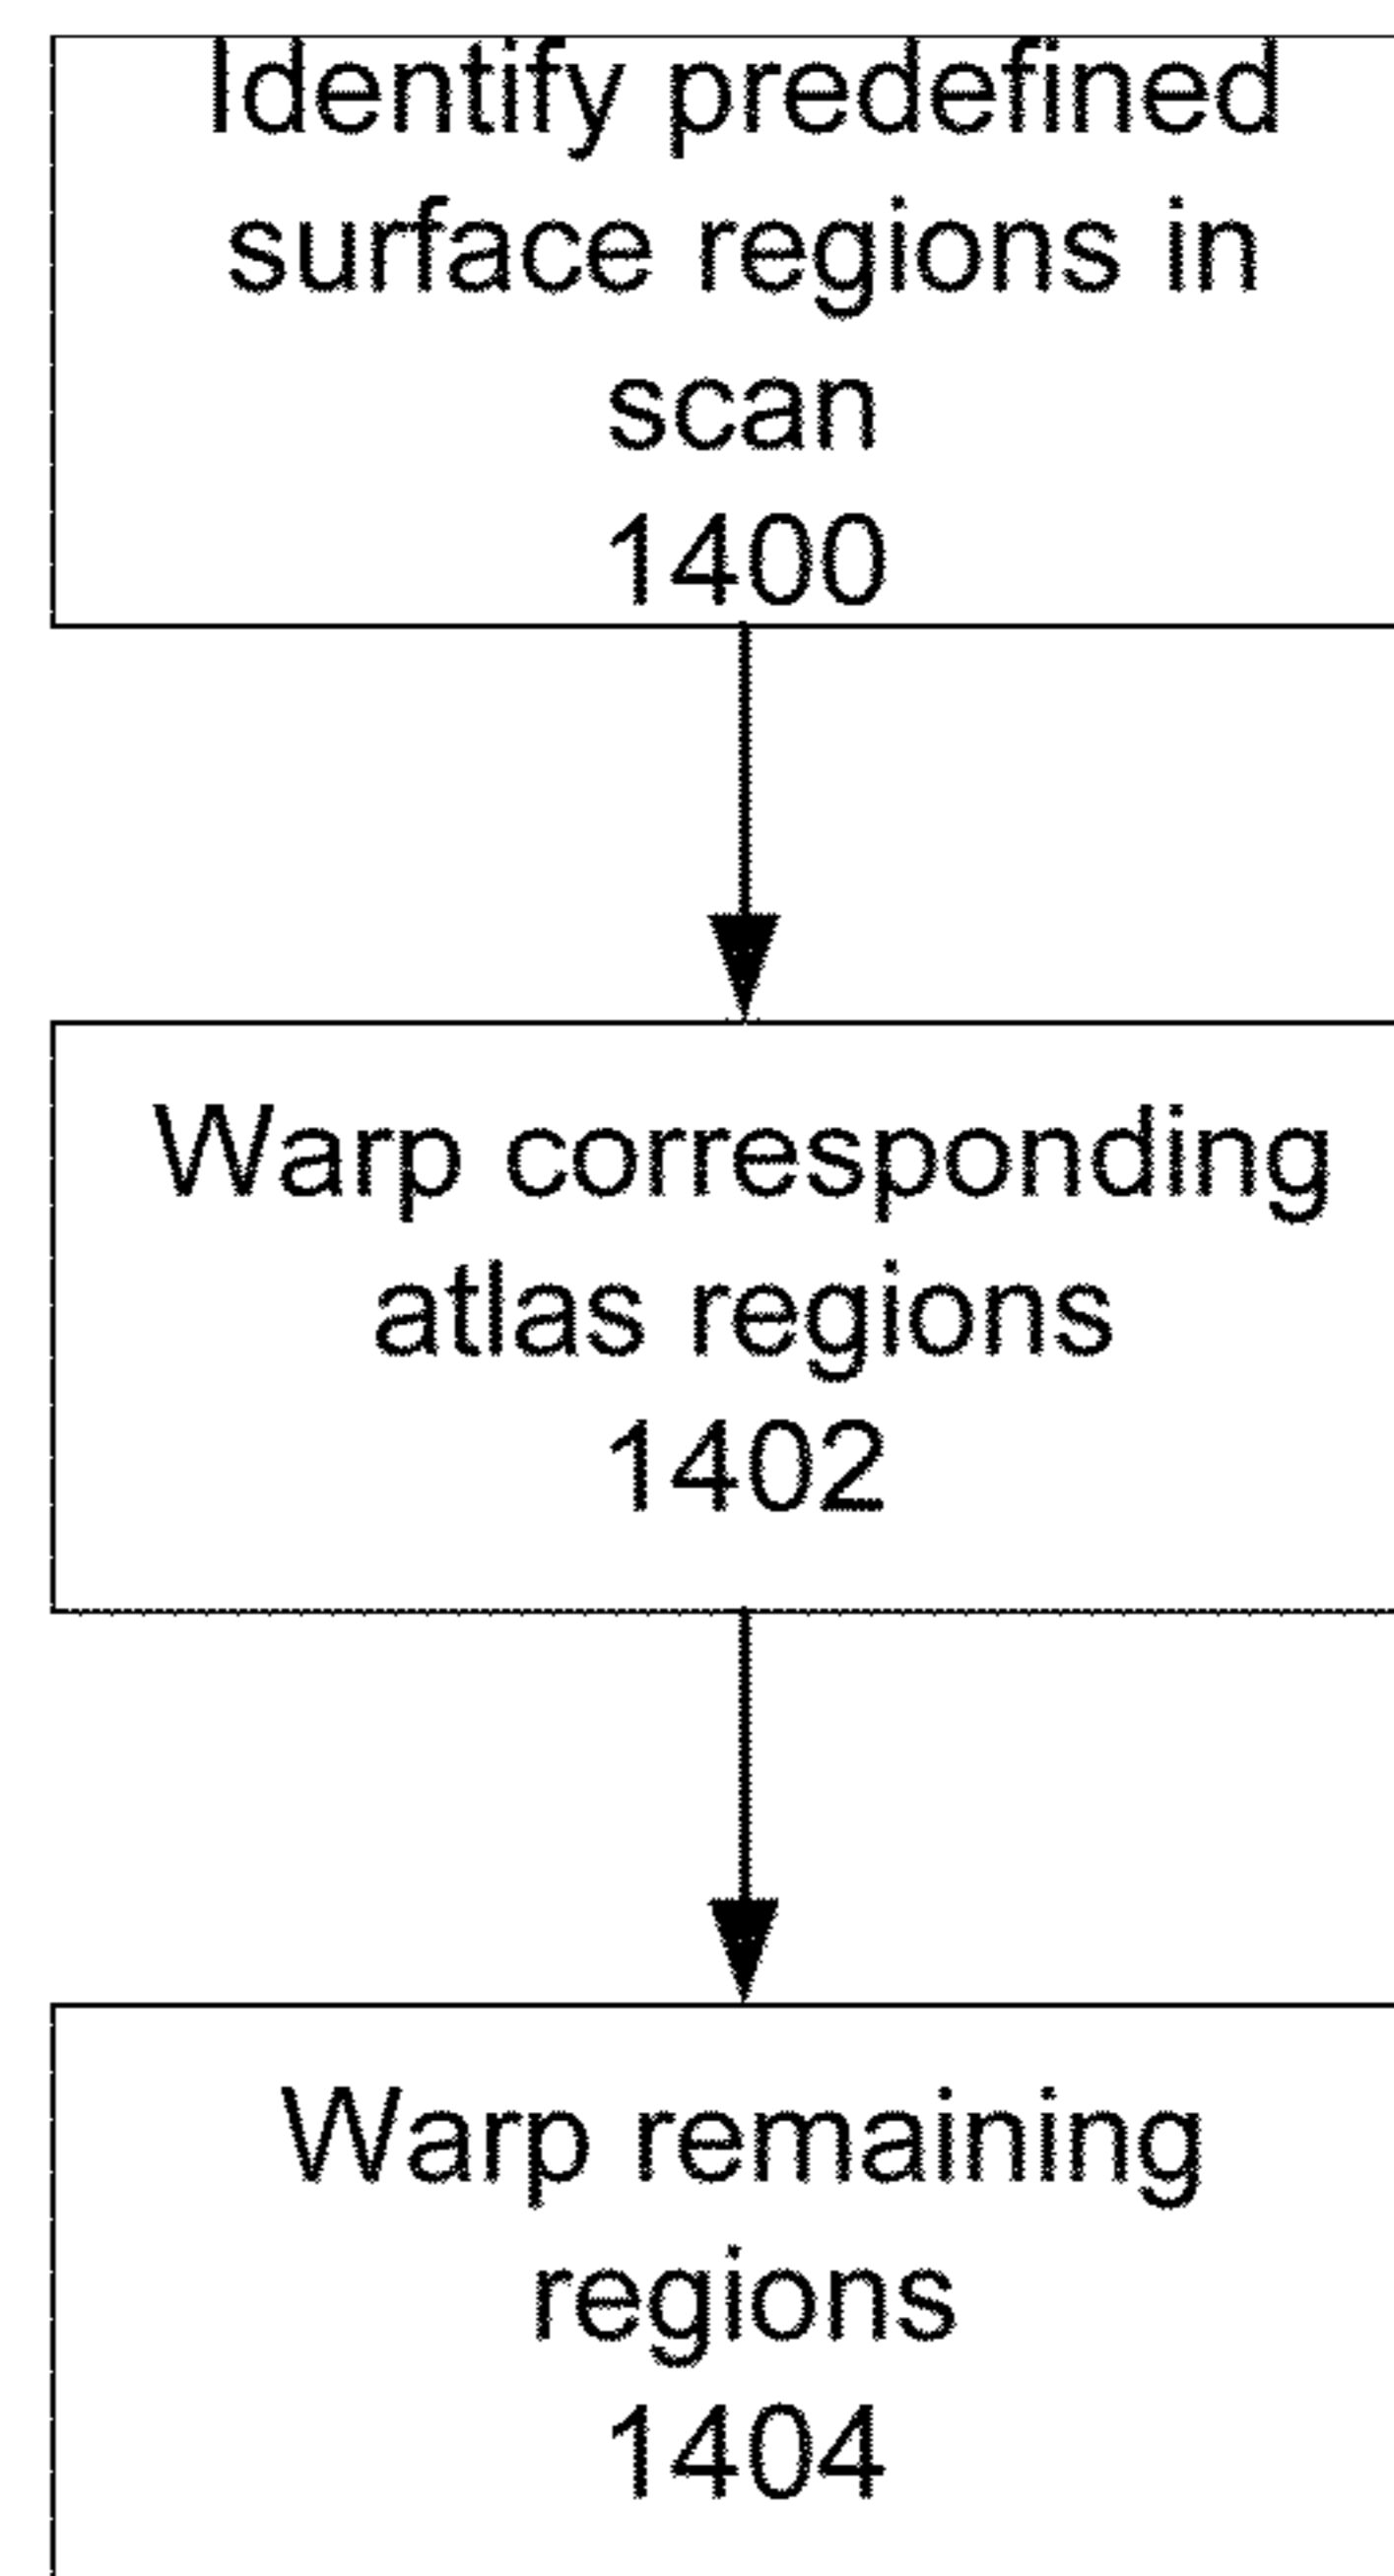 Identify predefined
surface regions in
scan
1400
Warp corresponding
atlas regions
1402
Warp remaining
regions
1404